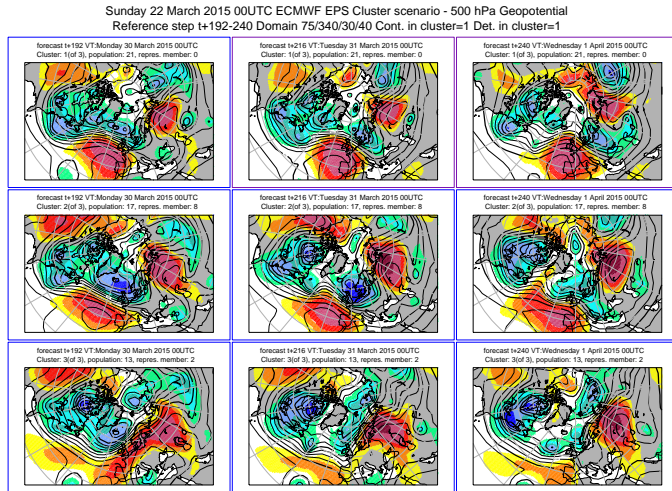 Sunday 22 March 2015 00UTC ECMWF EPS Cluster scenario - 500 hPa Geopotential
Reference step t+192-240 Domain 75/340/30/40 Cont. in cluster=1 Det. in cluster=1
forecast t+192 VT:Monday 30 March 2015 00UTC
Cluster: 1(of 3), population: 21, repres. member: 0
forecast t+216 VT:Tuesday 31 March 2015 00UTC
Cluster: 1(of 3), population: 21, repres. member: 0
forecast t+240 VT:Wednesday 1 April 2015 00UTC
Cluster: 1(of 3), population: 21, repres. member: 0
forecast t+192 VT:Monday 30 March 2015 00UTC
Cluster: 2(of 3), population: 17, repres. member: 8
forecast t+216 VT:Tuesday 31 March 2015 00UTC
Cluster: 2(of 3), population: 17, repres. member: 8
forecast t+240 VT:Wednesday 1 April 2015 00UTC
Cluster: 2(of 3), population: 17, repres. member: 8
forecast t+192 VT:Monday 30 March 2015 00UTC
Cluster: 3(of 3), population: 13, repres. member: 2
forecast t+216 VT:Tuesday 31 March 2015 00UTC
Cluster: 3(of 3), population: 13, repres. member: 2
forecast t+240 VT:Wednesday 1 April 2015 00UTC
Cluster: 3(of 3), population: 13, repres. member: 2